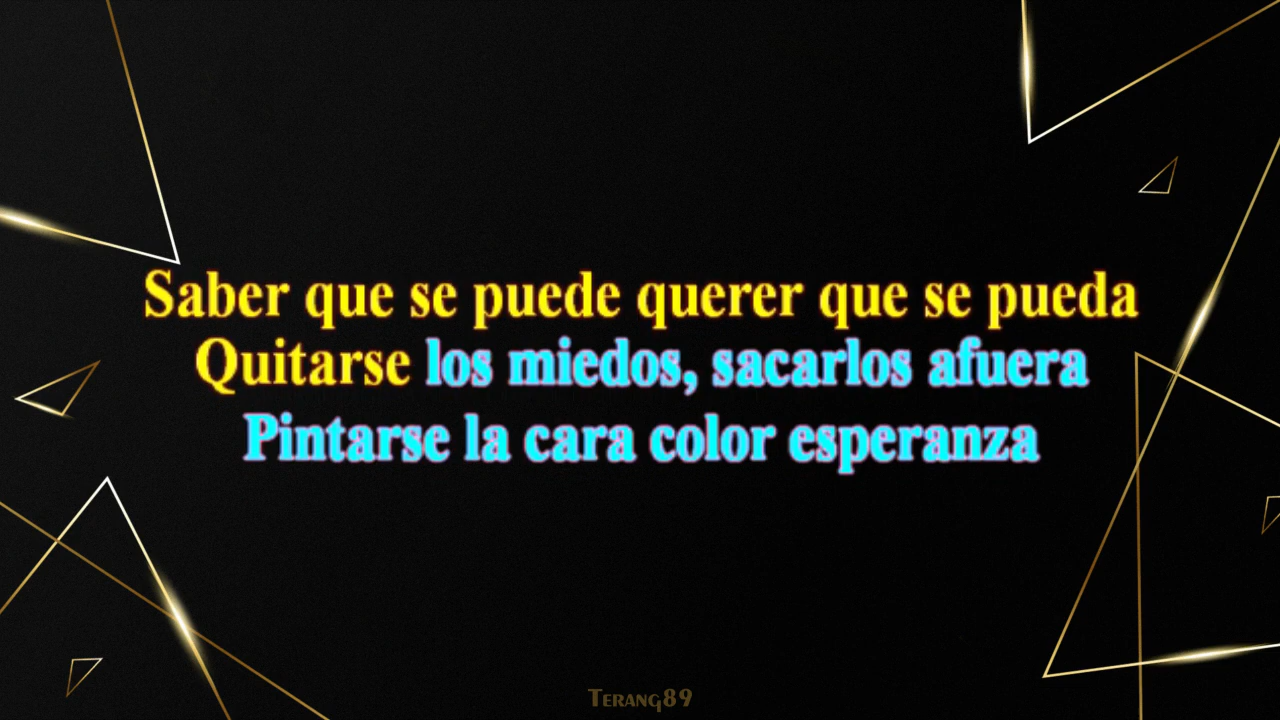 Saber que se puede querer que se pueda
Quitarse los miedos, sacarlos afuera
Pintarse la cara color esperanza
Terang89